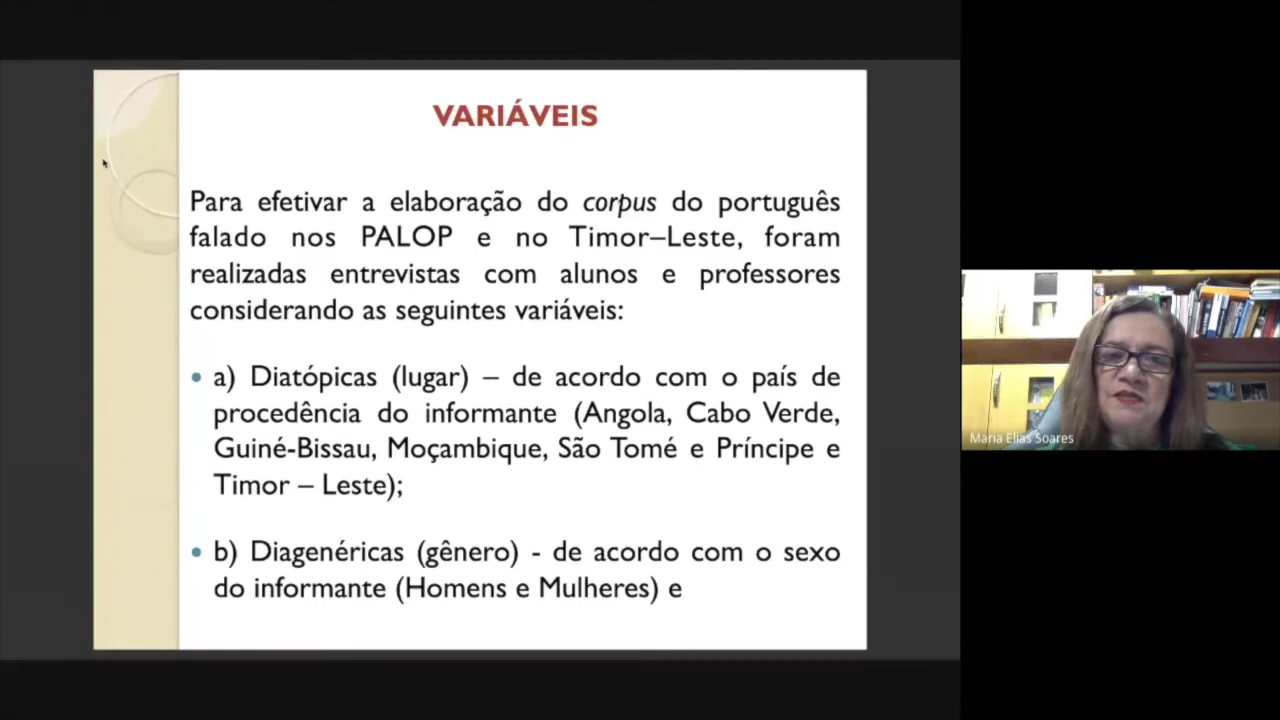 VARIÁVEIS
Para efetivar a elaboração do corpus do português
falado nos PALOP e no Timor–Leste, foram
realizadas entrevistas com alunos e professores
considerando as seguintes variáveis:
• a) Diatópicas (lugar) – de acordo com o país de
procedência do informante (Angola, Cabo Verde,
Guiné-Bissau, Moçambique, São Tomé e Príncipe e
Timor – Leste);
• b) Diagenéricas (gênero) - de acordo com o sexo
do informante (Homens e Mulheres) e
Maria Elias Soares